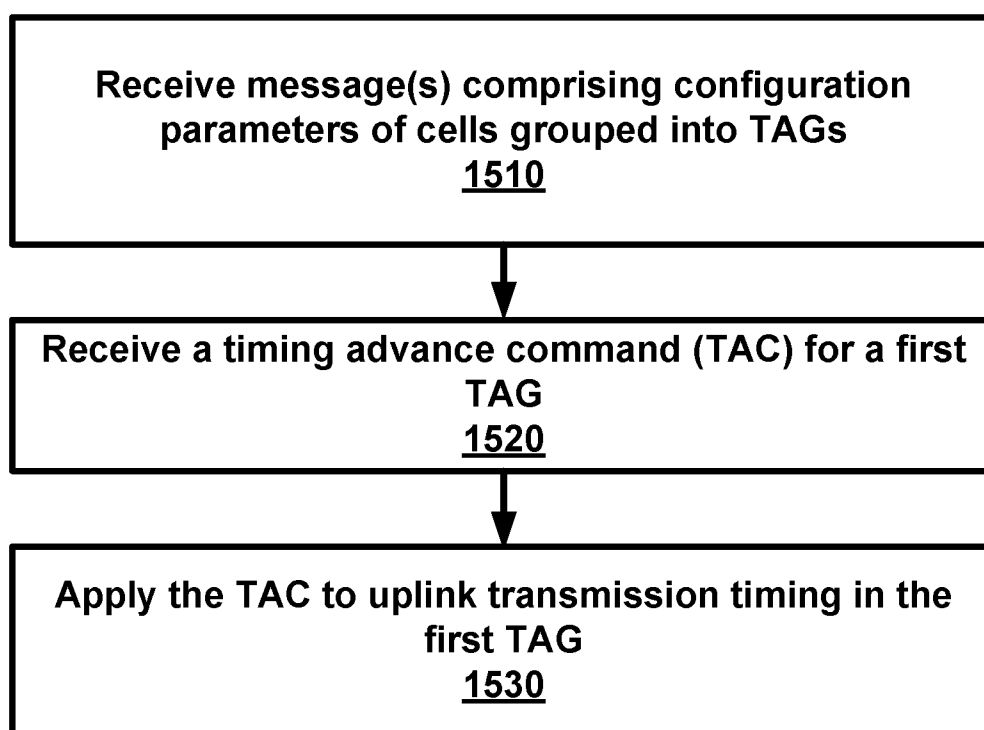 Receive message(s) comprising configuration
parameters of cells grouped into TAGs
1510
Receive a timing advance command (TAC) for a first
TAG
1520
Apply the TAC to uplink transmission timing in the
first TAG
1530